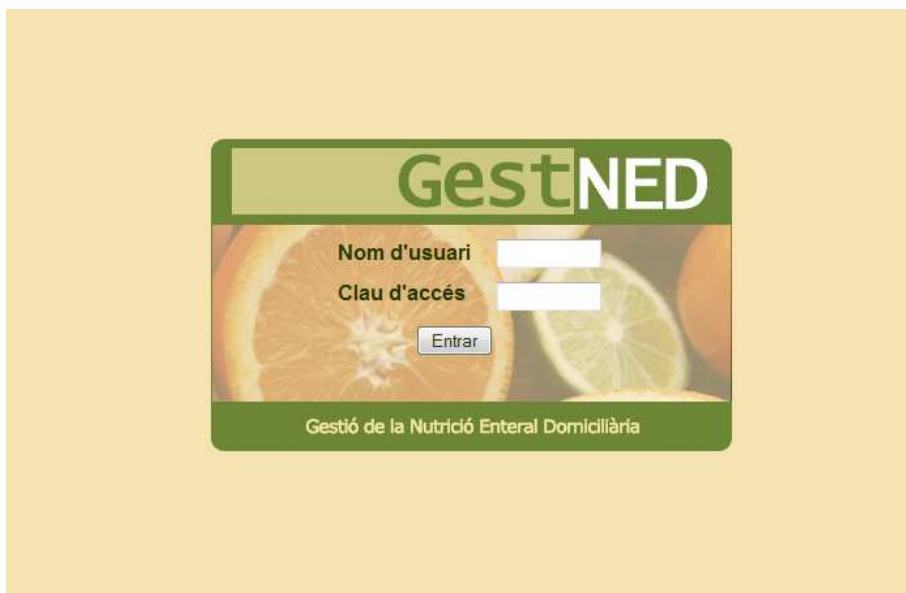 GestNED
Nom d'usuari
Clau d'accés
Entrar
Gestió de la Nutrició Enteral Domiciliària